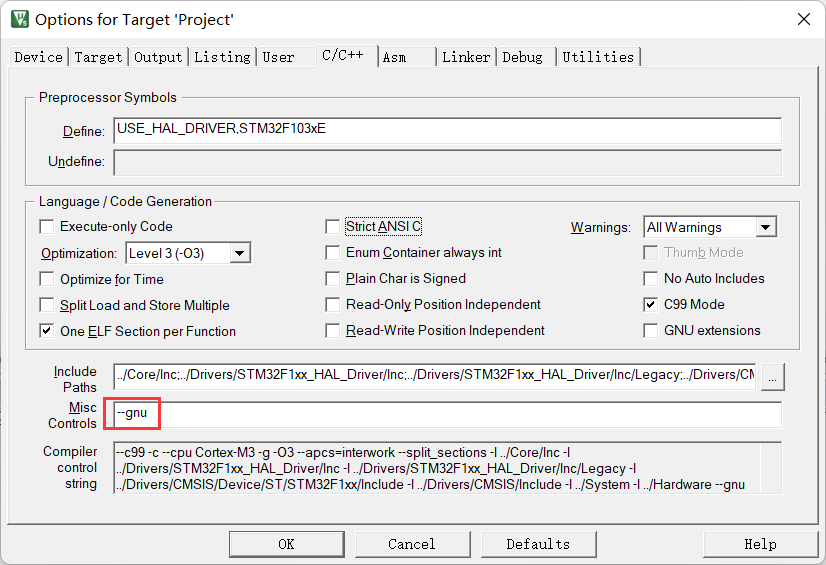 Options for Target 'Project'
Device Target Output Listing User C/C++ Asm Linker Debug Utilities
Preprocessor Symbols
Define: USE_HAL_DRIVER,STM32F103xE
Undefine:
Language / Code Generation
Execute-only Code Strict ANSI C Warnings: All Warnings
Optimization: Level 3 (-O3) Enum Container always int Thumb Mode
Optimize for Time Plain Char is Signed No Auto Includes
Split Load and Store Multiple Read-Only Position Independent C99 Mode
One ELF Section per Function Read-Write Position Independent GNU extensions
Include Paths ../Core/Inc;../Drivers/STM32F1xx_HAL_Driver/Inc;../Drivers/STM32F1xx_HAL_Driver/Inc/Legacy;../Drivers/CM ...
Misc Controls --gnu
Compiler control string --c99 -c --cpu Cortex-M3 -g -O3 --apcs=interwork --split_sections -I ../Core/Inc -I
../Drivers/STM32F1xx_HAL_Driver/Inc -I ../Drivers/STM32F1xx_HAL_Driver/Inc/Legacy -I
../Drivers/CMSIS/Device/ST/STM32F1xx/Include -I ../Drivers/CMSIS/Include -I ../System -I ../Hardware --gnu
OK Cancel Defaults Help